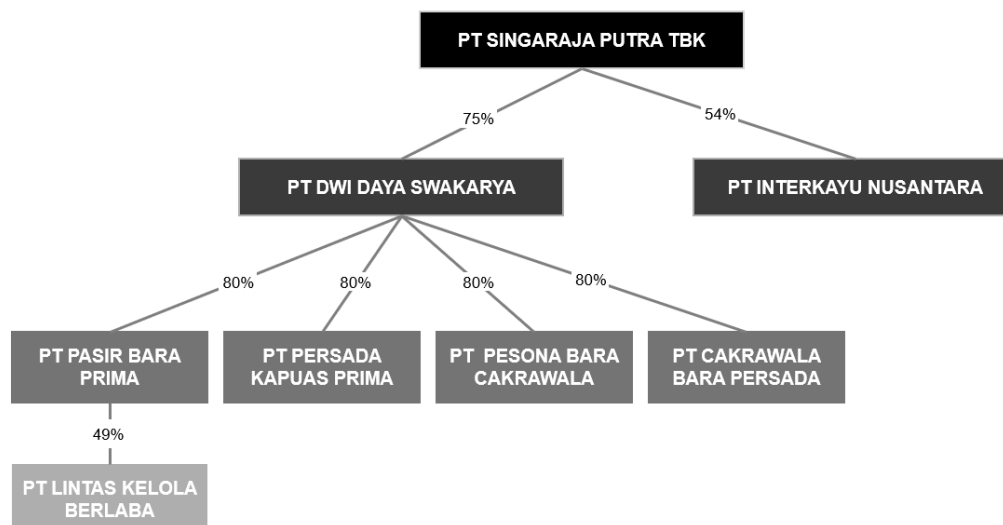 PT SINGARAJA PUTRA TBK
75%
54%
PT DWI DAYA SWAKARYA
PT INTERKAYU NUSANTARA
80%
80%
80%
80%
PT PASIR BARA
PRIMA
PT PERSADA
KAPUAS PRIMA
PT PESONA BARA
CAKRAWALA
PT CAKRAWALA
BARA PERSADA
49%
PT LINTAS KELOLA
BERLABA